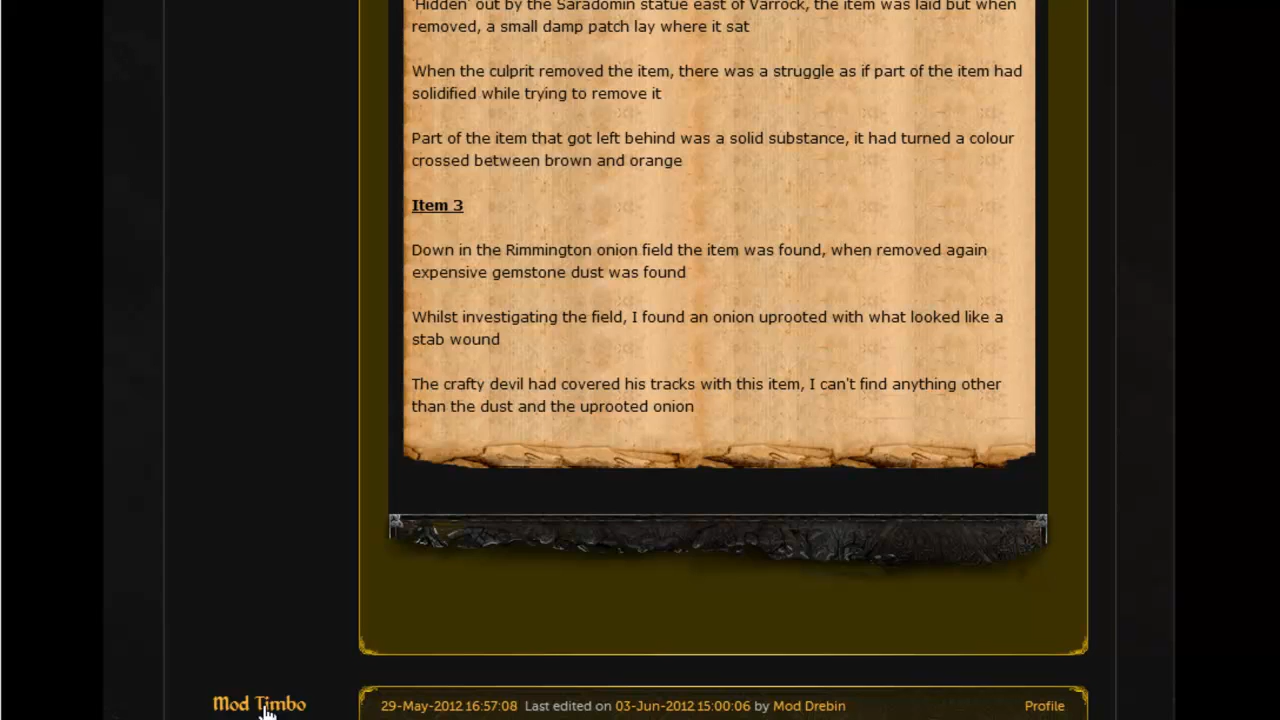 'Hidden' out by the Saradomin statue east of Varrock, the item was laid but when
removed, a small damp patch lay where it sat
When the culprit removed the item, there was a struggle as if part of the item had
solidified while trying to remove it
Part of the item that got left behind was a solid substance, it had turned a colour
crossed between brown and orange
Item 3
Down in the Rimmington onion field the item was found, when removed again
expensive gemstone dust was found
Whilst investigating the field, I found an onion uprooted with what looked like a
stab wound
The crafty devil had covered his tracks with this item, I can't find anything other
than the dust and the uprooted onion
Mod Timbo
29-May-2012 16:57:08 Last edited on 03-Jun-2012 15:00:06 by Mod Drebin
Profile